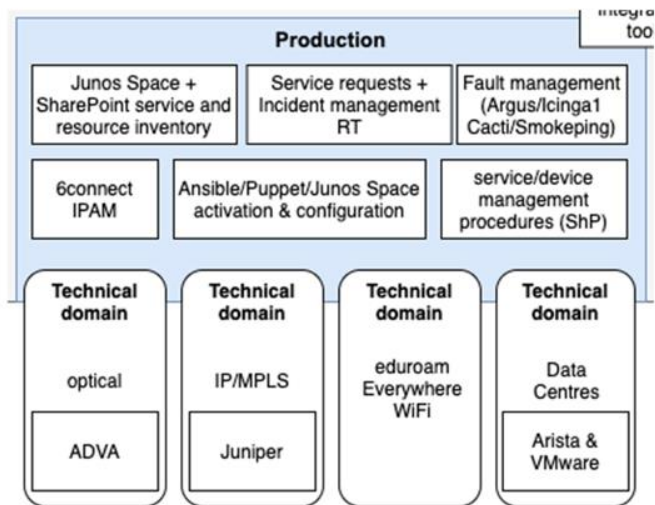 Production
Junos Space +
SharePoint service and
resource inventory
Service requests +
Incident management
RT
Fault management
(Argus/Icinga1
Cacti/Smokeping)
6connect
IPAM
Ansible/Puppet/Junos Space
activation & configuration
service/device
management
procedures (ShP)
Technical
domain
optical
ADVA
Technical
domain
IP/MPLS
Juniper
Technical
domain
eduroam
Everywhere
WiFi
Technical
domain
Data
Centres
Arista &
VMware